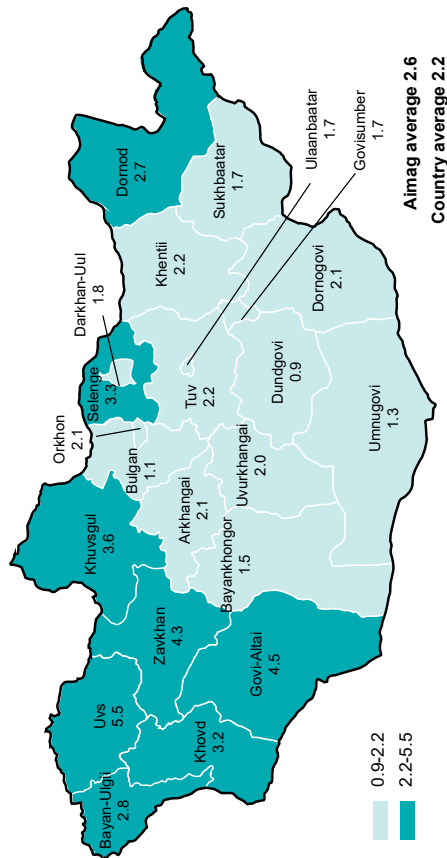 Bayan-Ulgii
2.8
Uvs
5.5
Khovd
3.2
Zavkhan
4.3
Govi-Altai
4.5
Khuvsgul
3.6
Orkhon
2.1
Bulgan
1.1
Arkhangai
2.1
Bayankhongor
1.5
Uvurkhangai
2.0
Selenge
3.3
Darkhan-Uul
1.8
Tuv
2.2
Dundgovi
0.9
Umnugovi
1.3
Khentii
2.2
Dornod
2.7
Sukhbaatar
1.7
Dornogovi
2.1
Ulaanbaatar
1.7
Govisumber
1.7
0.9-2.2
2.2-5.5
Aimag average 2.6
Country average 2.2